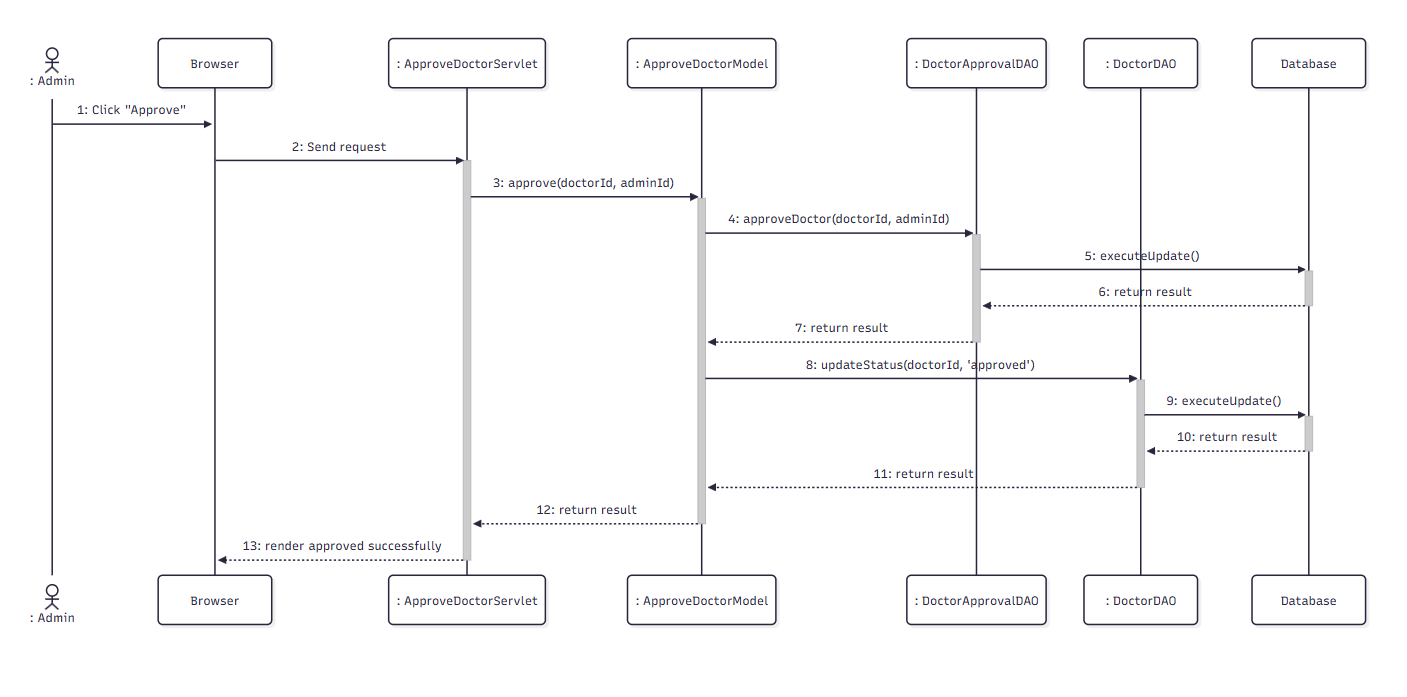 : Admin
Browser
: ApproveDoctorServlet
: ApproveDoctorModel
: DoctorApprovalDAO
: DoctorDAO
Database
1: Click "Approve"
2: Send request
3: approve(doctorId, adminId)
4: approveDoctor(doctorId, adminId)
5: executeUpdate()
6: return result
7: return result
8: updateStatus(doctorId, 'approved')
9: executeUpdate()
10: return result
11: return result
12: return result
13: render approved successfully
: Admin
Browser
: ApproveDoctorServlet
: ApproveDoctorModel
: DoctorApprovalDAO
: DoctorDAO
Database